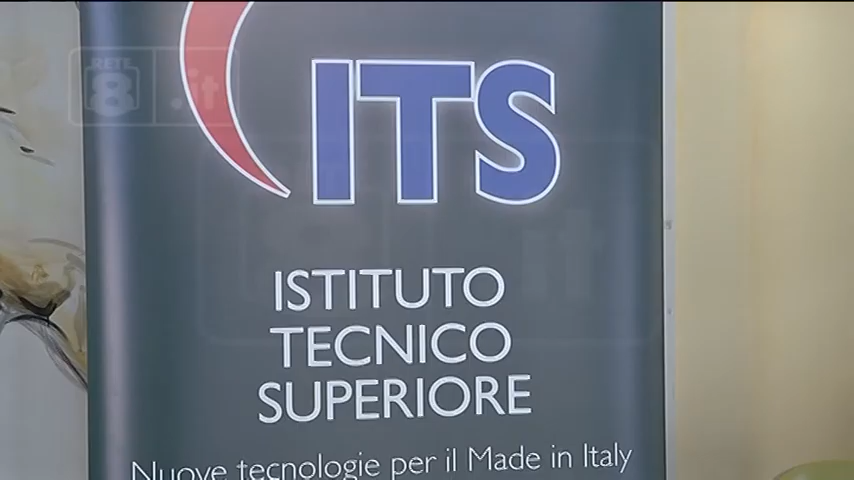 RETE
8 .it
ITS
ISTITUTO
TECNICO
SUPERIORE
Nuove tecnologie per il Made in Italy